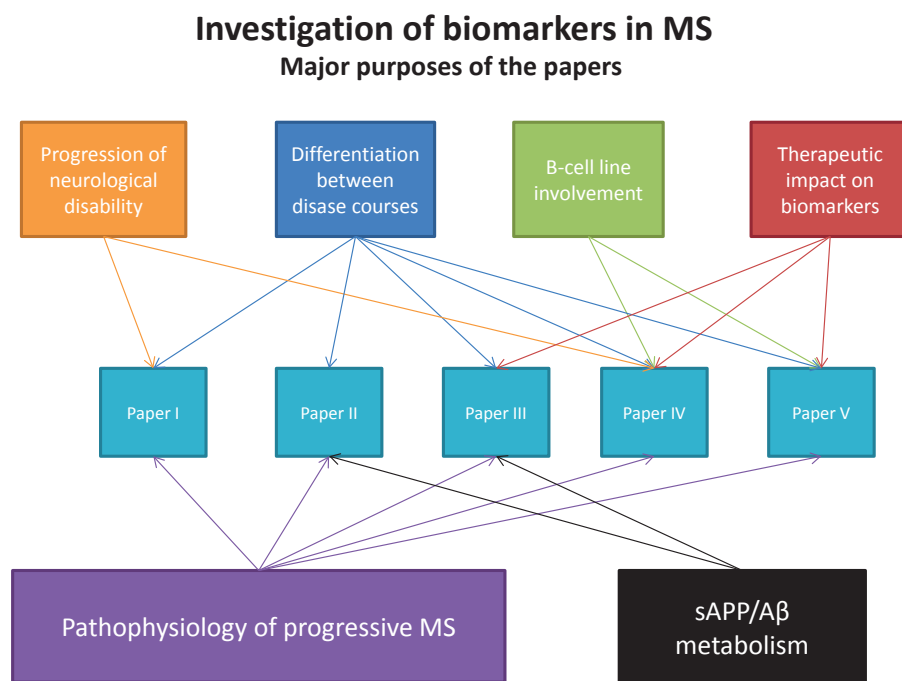 Investigation of biomarkers in MS
Major purposes of the papers
Progression of
neurological
disability
Differentiation
between
disase courses
B-cell line
involvement
Therapeutic
impact on
biomarkers
Paper I
Paper II
Paper III
Paper IV
Paper V
Pathophysiology of progressive MS
sAPP/Aβ
metabolism